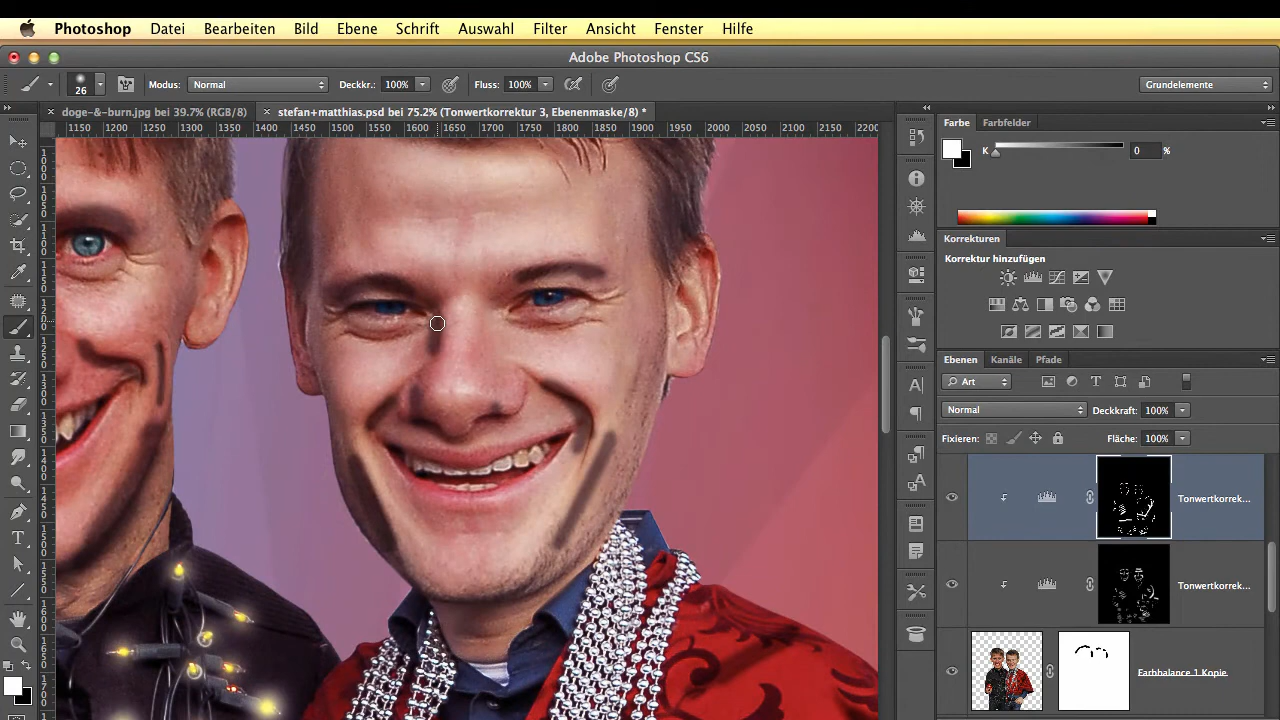 Photoshop Datei Bearbeiten Bild Ebene Schrift Auswahl Filter Ansicht Fenster Hilfe
Adobe Photoshop CS6
26 Modus: Normal Deckkr.: 100% Fluss: 100% Grundelemente
doge-&-burn.jpg bei 39.7% (RGB/8) stefan+matthias.psd bei 75.2% (Tonwertkorrektur 3, Ebenenmaske/8) *
1150 1200 1250 1300 1350 1400 1450 1500 1550 1600 1650 1700 1750 1800 1850 1900 1950 2000 2050 2100 2150 2200
Farbe Farbfelder
K 0 %
Korrekturen
Korrektur hinzufügen
Ebenen Kanäle Pfade
Art
Normal Deckkraft: 100%
Fixieren: Fläche: 100%
Tonwertkorrek...
Tonwertkorrek...
Farbbalance 1 Kopie